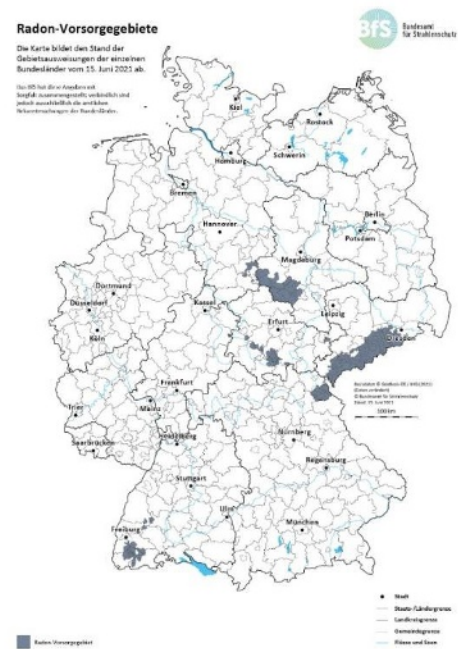 Radon-Vorsorgegebiete
Die Karte bildet den Stand der
Gebietsausweisungen der einzelnen
Bundesländer vom 15. Juni 2021 ab.
BfS
Bundesamt
für Strahlenschutz
Kiel
Rostock
Schwerin
Hamburg
Bremen
Berlin
Hannover
Potsdam
Magdeburg
Dortmund
Düsseldorf
Kassel
Leipzig
Köln
Erfurt
Dresden
Frankfurt
Mainz
Trier
Nürnberg
Saarbrücken
Heidelberg
Regensburg
Stuttgart
Ulm
München
Freiburg
100 km
Stadt
Staats-/Ländergrenze
Landkreisgrenze
Gemeindegrenze
Flüsse und Seen
Radon-Vorsorgegebiet